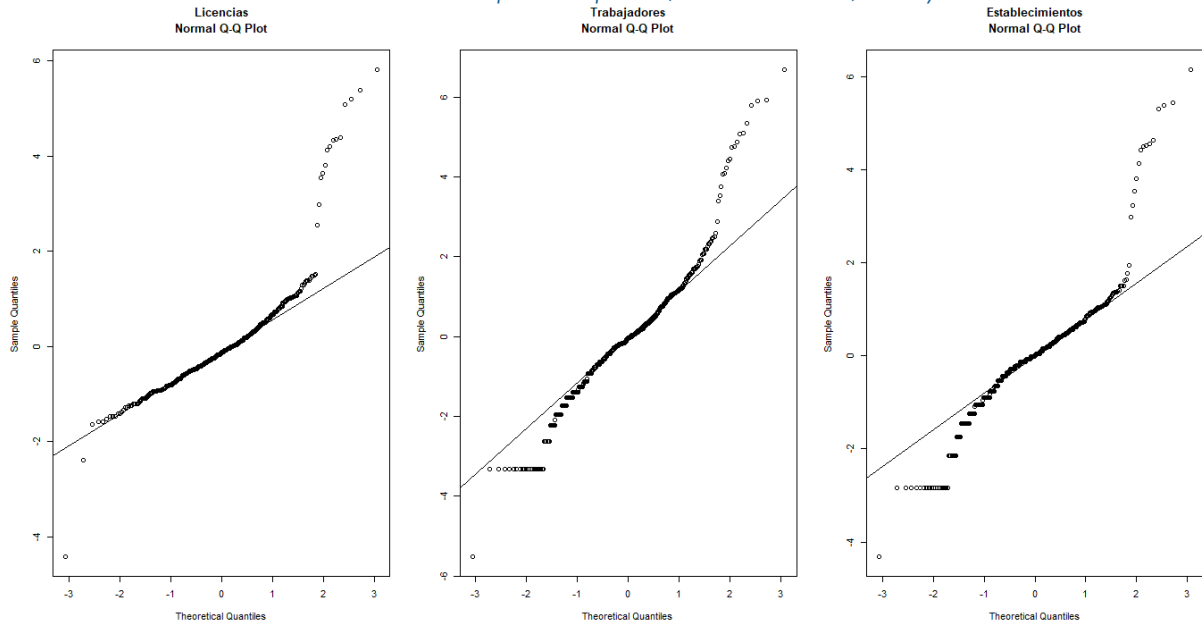 Licencias
Normal Q-Q Plot
Sample Quantiles
6
4
2
0
-2
-4
-3 -2 -1 0 1 2 3
Theoretical Quantiles
Trabajadores
Normal Q-Q Plot
Sample Quantiles
6
4
2
0
-2
-4
-6
-3 -2 -1 0 1 2 3
Theoretical Quantiles
Establecimientos
Normal Q-Q Plot
Sample Quantiles
6
4
2
0
-2
-4
-3 -2 -1 0 1 2 3
Theoretical Quantiles